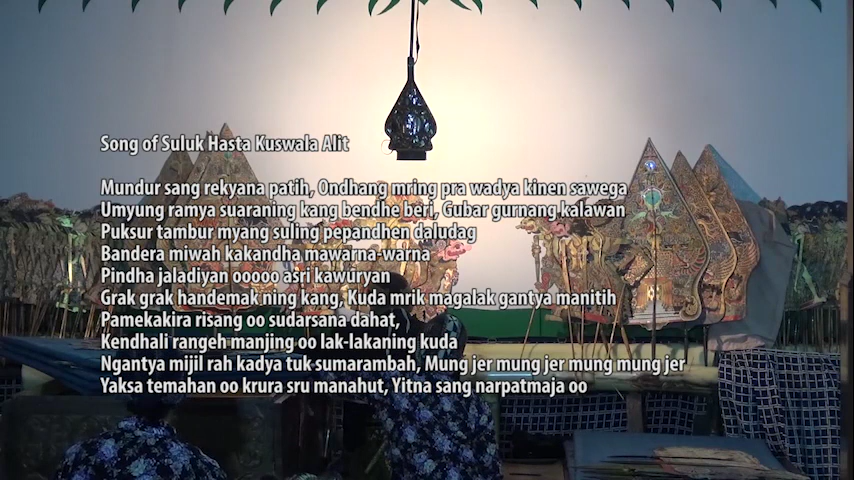 Song of Suluk Hasta Kuswala Alit
Mundur sang rekyana patih, Ondhang mring pra wadya kinen sawega
Umyung ramya suaraning kang bendhe beri, Gubar gurnang kalawan
Puksur tambur myang suling pepandhen daludag
Bandera miwah kakandha mawarna-warna
Pindha jaladiyan ooooo asri kawuryan
Grak grak handemak ning kang, Kuda mrik magalak gantya manitih
Pamekakira risang oo sudarsana dahat,
Kendhali rangeh manjing oo lak-lakaning kuda
Ngantya mijil rah kadya tuk sumarambah, Mung jer mung jer mung mung jer
Yaksa temahan oo krura sru manahut, Yitna sang narpatmaja oo